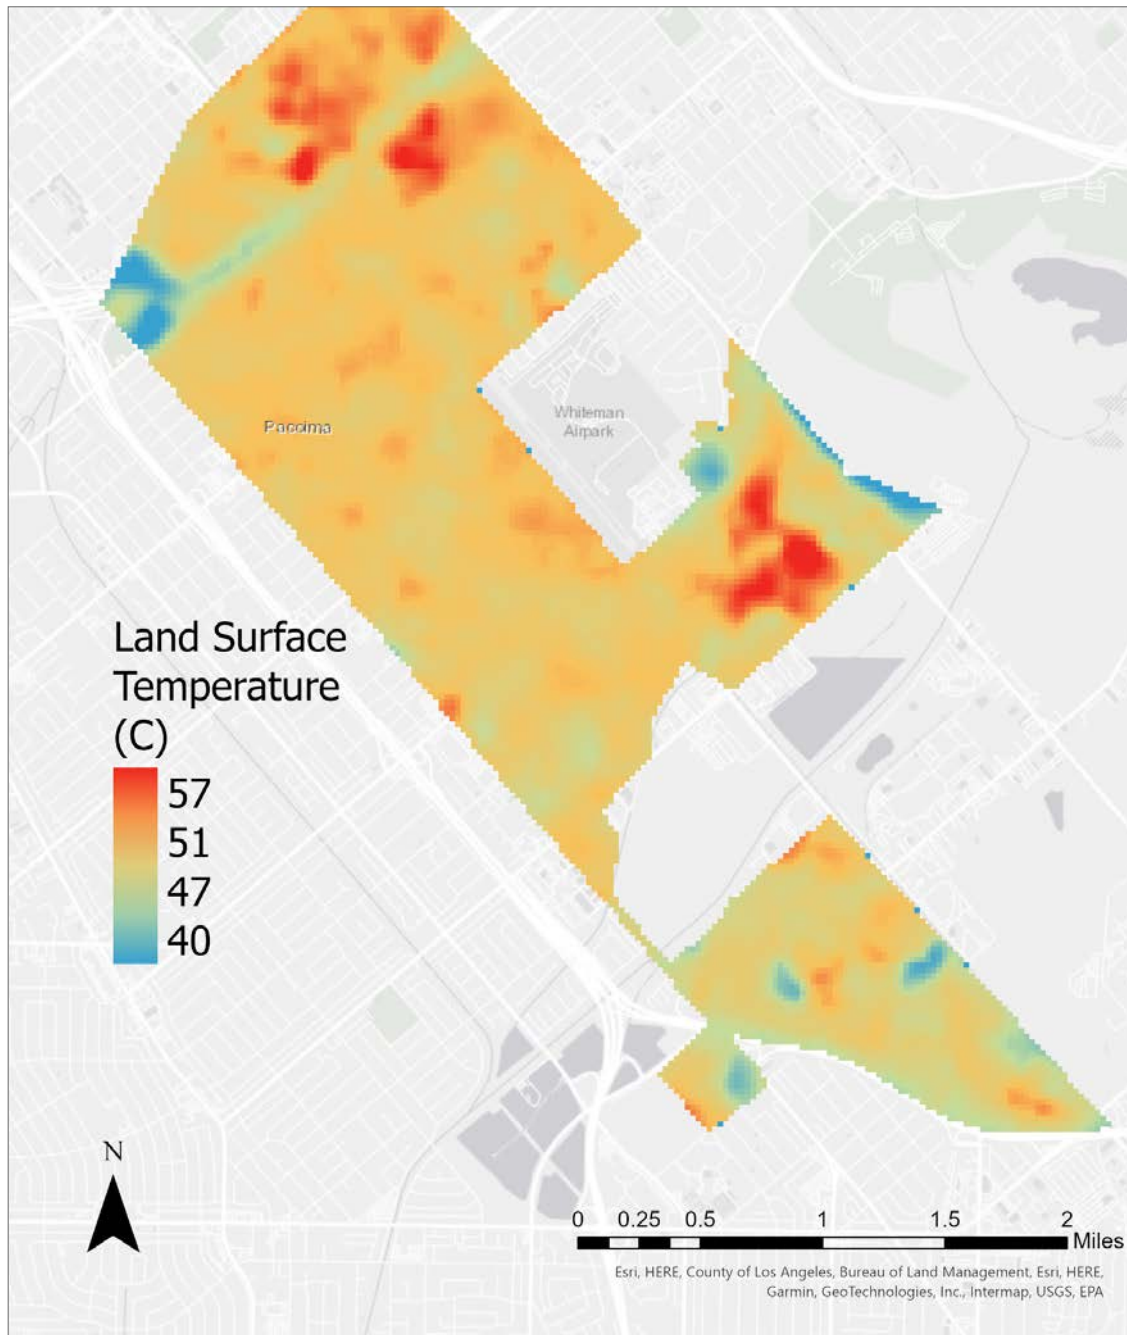 Whiteman
Airpark
Pacoima
Land Surface
Temperature
(C)
57
51
47
40
N
0 0.25 0.5 1 1.5 2
Miles
Esri, HERE, County of Los Angeles, Bureau of Land Management, Esri, HERE,
Garmin, GeoTechnologies, Inc., Intermap, USGS, EPA